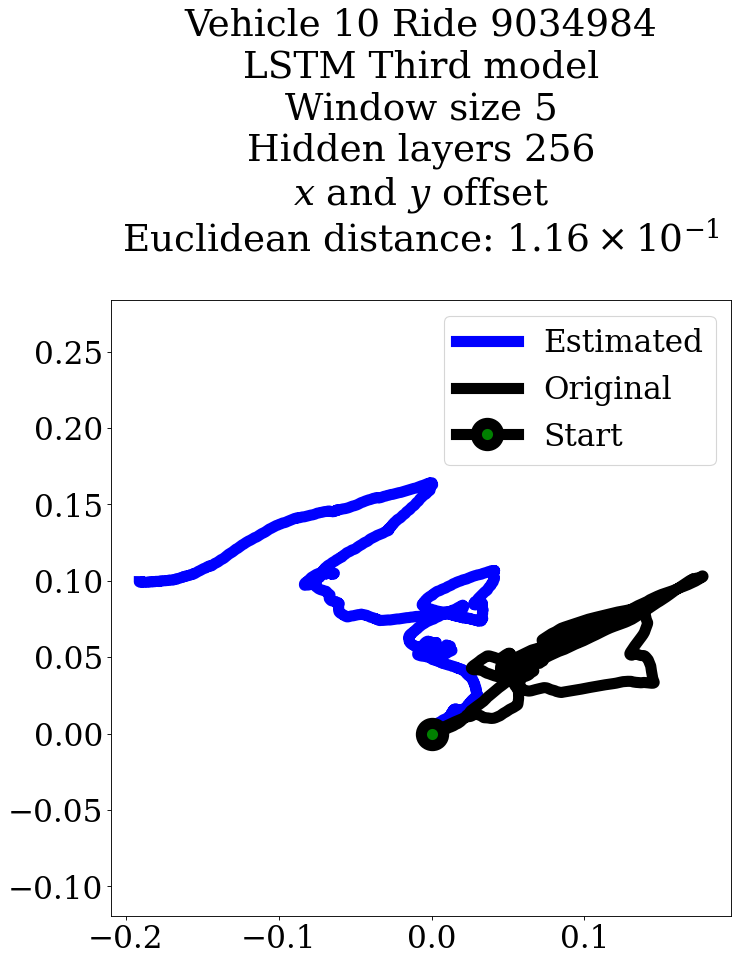 Vehicle 10 Ride 9034984
LSTM Third model
Window size 5
Hidden layers 256
x and y offset
Euclidean distance: 1.16 × 10⁻¹
Estimated
Original
Start
0.25
0.20
0.15
0.10
0.05
0.00
−0.05
−0.10
−0.2 −0.1 0.0 0.1